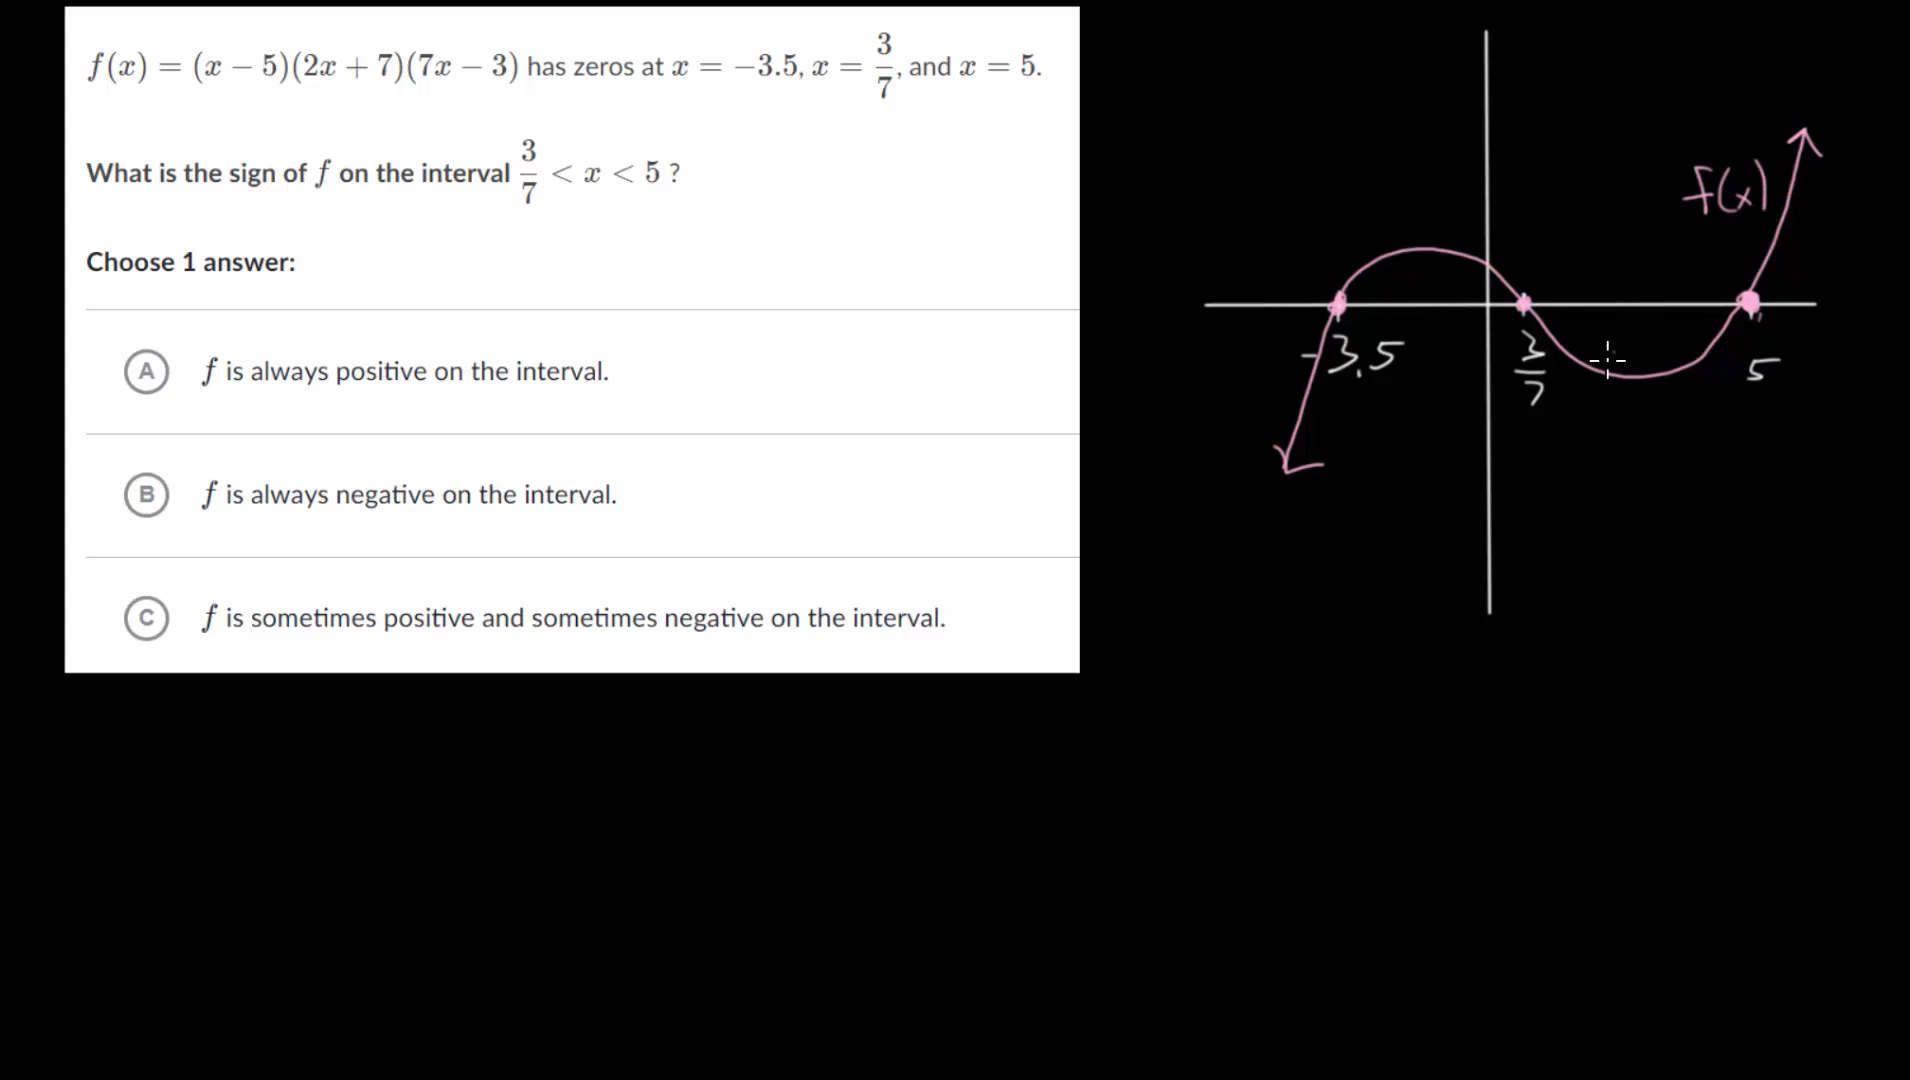 f(x) = (x − 5)(2x + 7)(7x − 3) has zeros at x = −3.5, x = 3/7, and x = 5.
What is the sign of f on the interval 3/7 < x < 5 ?
Choose 1 answer:
A f is always positive on the interval.
B f is always negative on the interval.
C f is sometimes positive and sometimes negative on the interval.
f(x)
-3.5
3/7
5